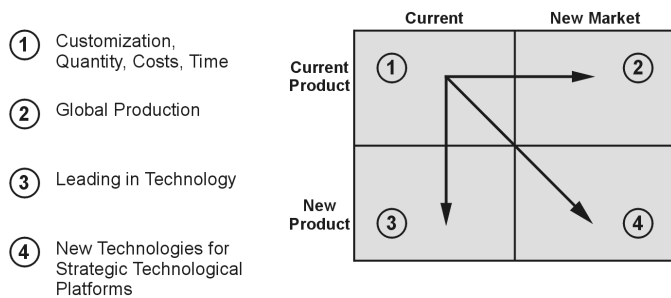 1 Customization,
Quantity, Costs, Time
2 Global Production
3 Leading in Technology
4 New Technologies for
Strategic Technological
Platforms
Current New Market
Current
Product
1 2
New
Product
3 4